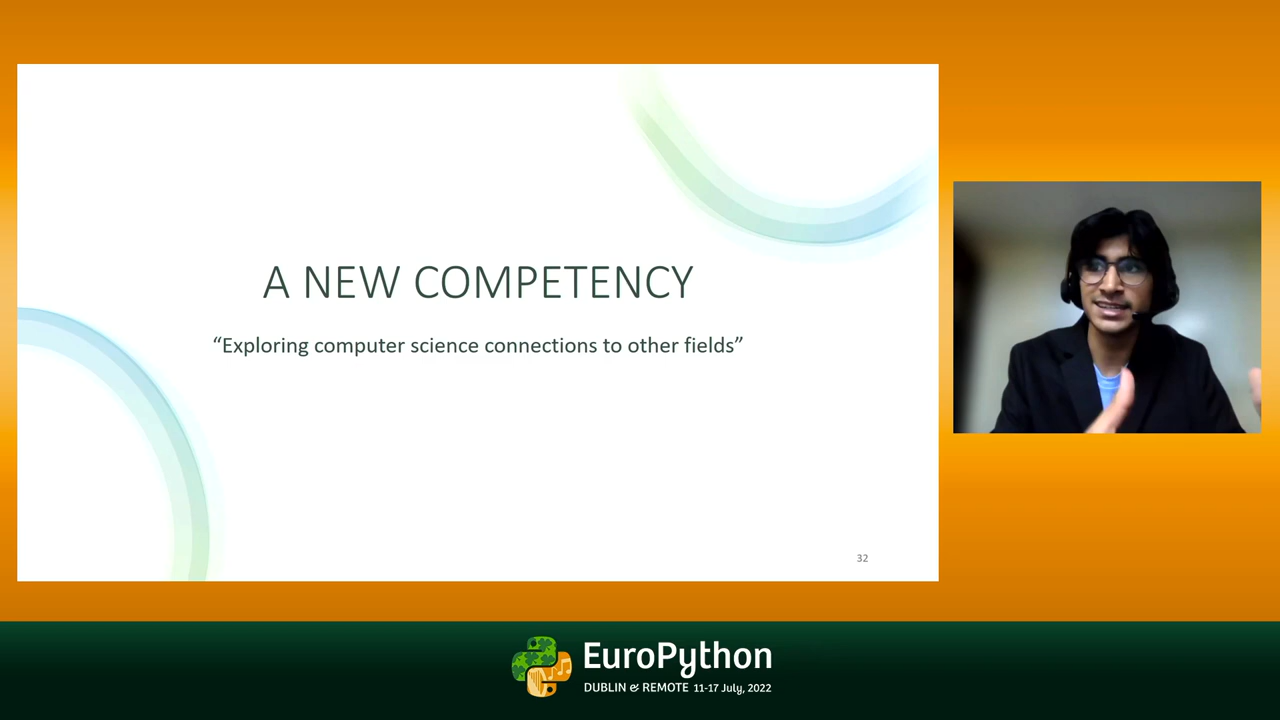 A NEW COMPETENCY
“Exploring computer science connections to other fields”
32
EuroPython
DUBLIN & REMOTE 11-17 July, 2022